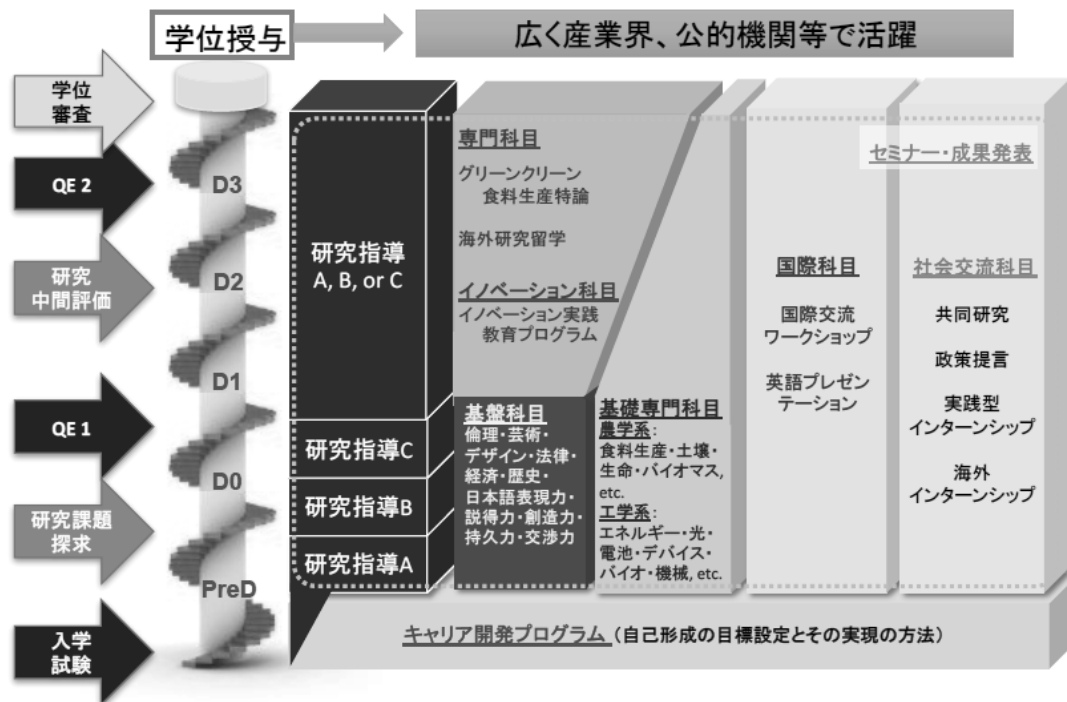 学位授与
広く産業界、公的機関等で活躍
学位
審査
QE 2
研究
中間評価
QE 1
研究課題
探求
入学
試験
D3
D2
D1
D0
PreD
研究指導
A, B, or C
研究指導C
研究指導B
研究指導A
専門科目
グリーンクリーン
食料生産特論
海外研究留学
イノベーション科目
イノベーション実践
教育プログラム
基盤科目
倫理・芸術・
デザイン・法律・
経済・歴史・
日本語表現力・
説得力・創造力・
持久力・交渉力
基礎専門科目
農学系:
食料生産・土壌・
生命・バイオマス,
etc.
工学系:
エネルギー・光・
電池・デバイス・
バイオ・機械, etc.
セミナー・成果発表
国際科目
国際交流
ワークショップ
英語プレゼン
テーション
社会交流科目
共同研究
政策提言
実践型
インターンシップ
海外
インターンシップ
キャリア開発プログラム（自己形成の目標設定とその実現の方法）